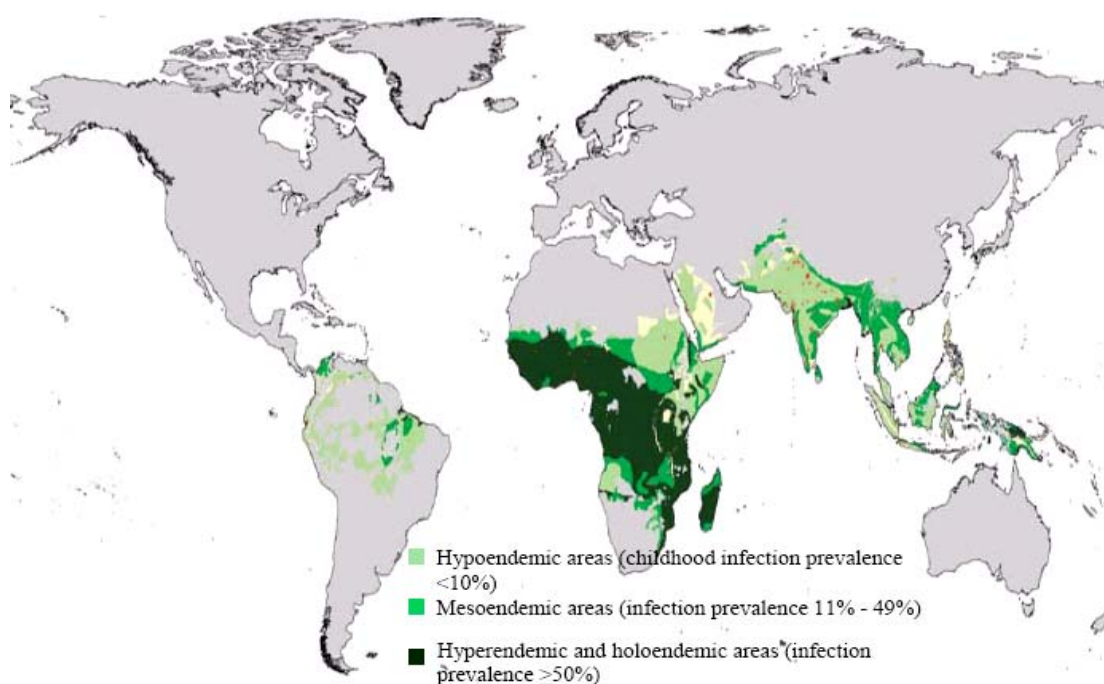 Hypoendemic areas (childhood infection prevalence
<10%)
Mesoendemic areas (infection prevalence 11% - 49%)
Hyperendemic and holoendemic areas (infection
prevalence >50%)